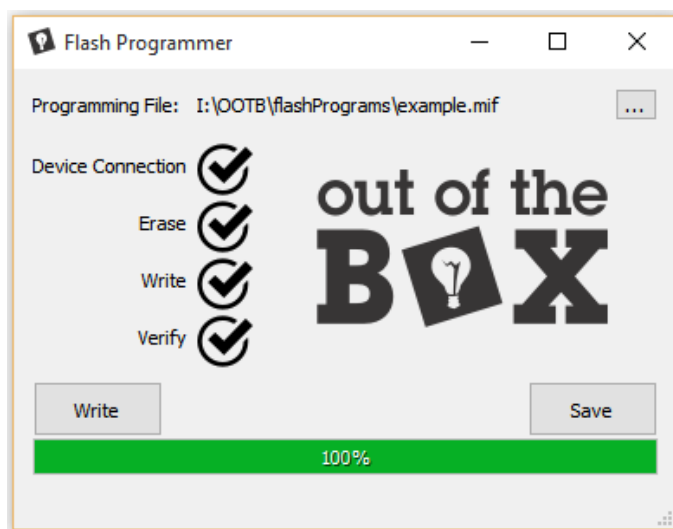 Flash Programmer
Programming File: I:\OOTB\flashPrograms\example.mif ...
Device Connection
Erase
Write
Verify
out of the
BOX
Write Save
100%